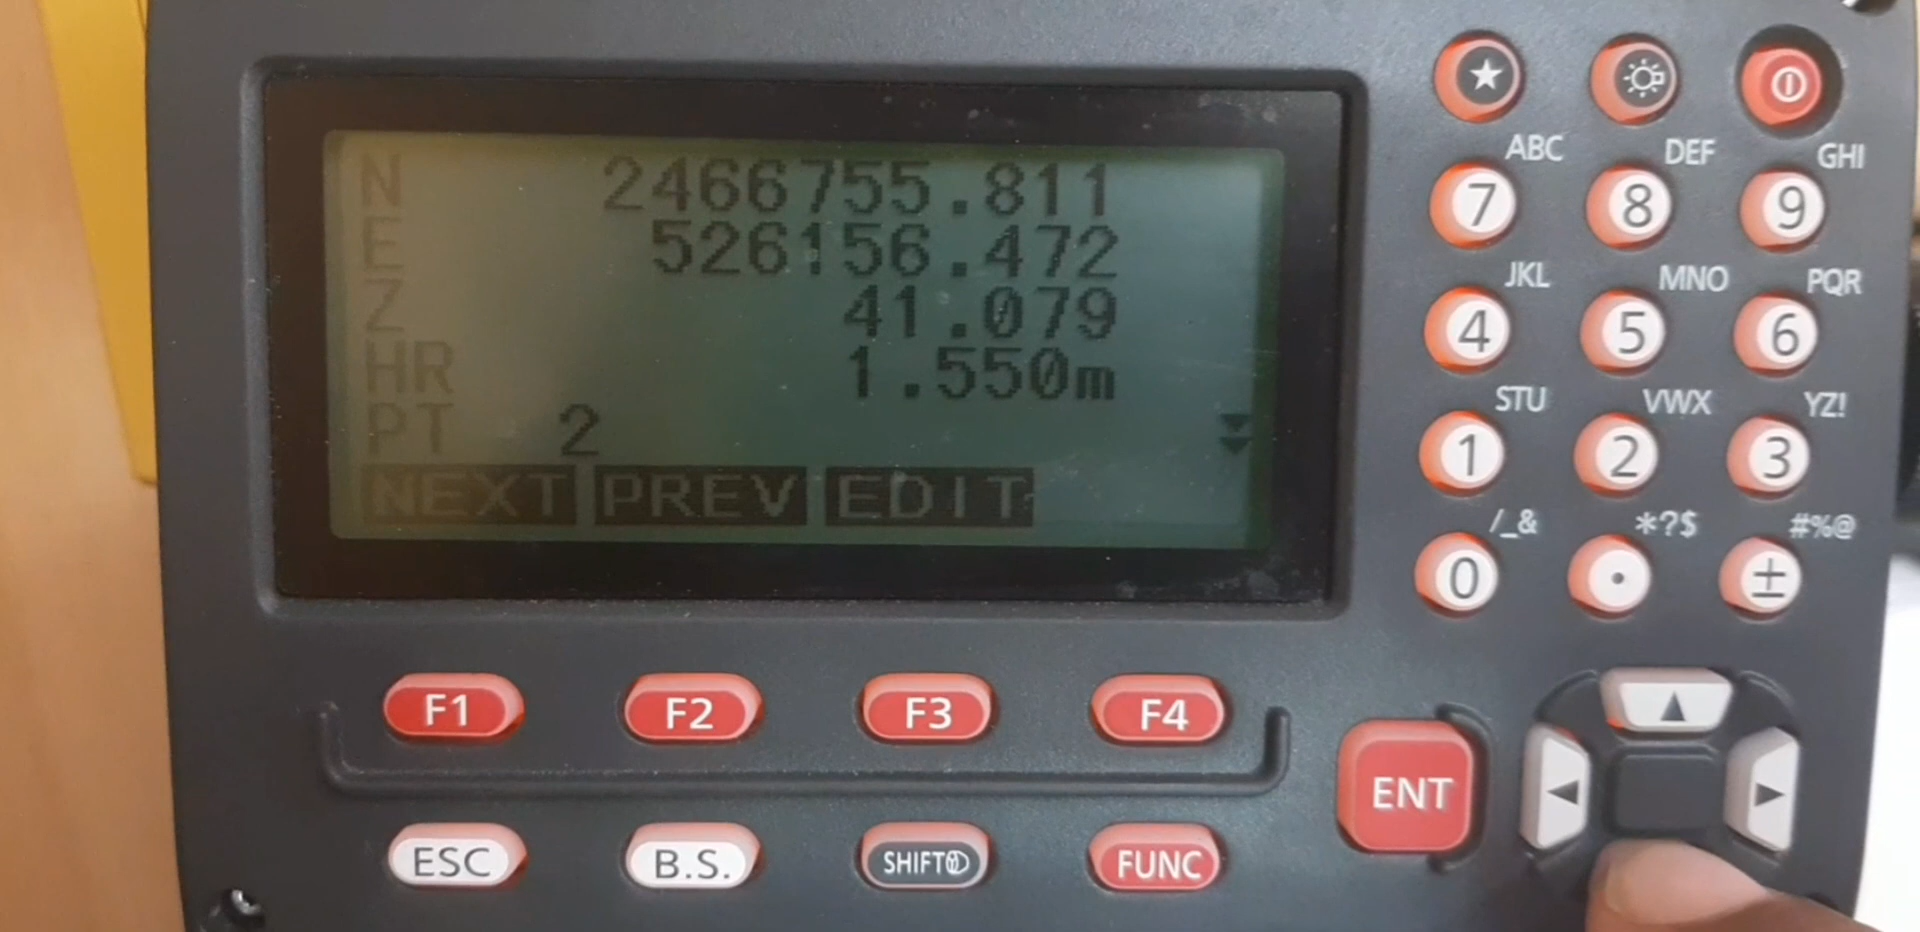 N 2466755.811
E 526156.472
Z 41.079
HR 1.550m
PT 2
NEXT PREV EDIT
ABC DEF GHI
7 8 9
JKL MNO PQR
4 5 6
STU VWX YZ!
1 2 3
/_& *?$ #%@
0 . ±
F1 F2 F3 F4
ENT
ESC B.S. SHIFT FUNC